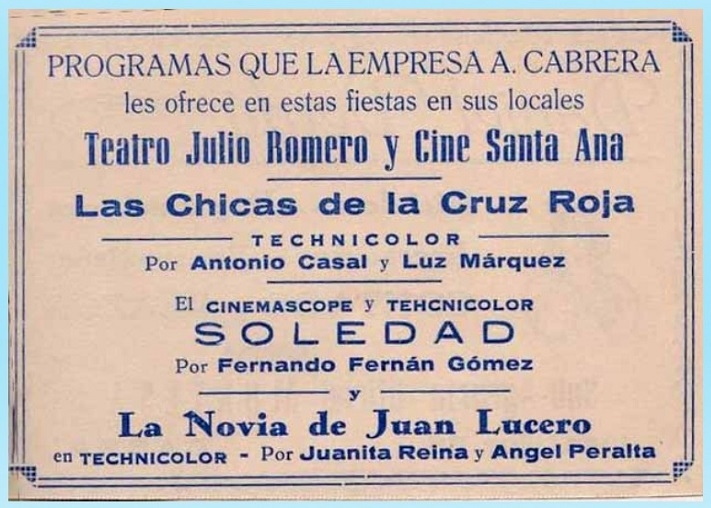 PROGRAMAS QUE LA EMPRESA A. CABRERA
les ofrece en estas fiestas en sus locales
Teatro Julio Romero y Cine Santa Ana
Las Chicas de la Cruz Roja
TECHNICOLOR
Por Antonio Casal y Luz Márquez
El CINEMASCOPE y TEHCNICOLOR
SOLEDAD
Por Fernando Fernán Gómez
y
La Novia de Juan Lucero
en TECHNICOLOR - Por Juanita Reina y Angel Peralta